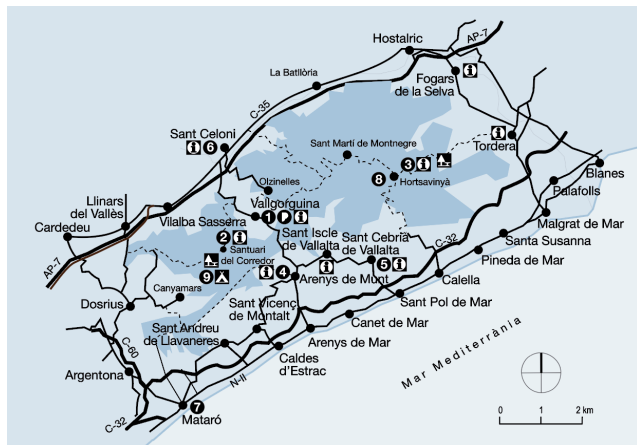 Hostalric
AP-7
La Batllòria
Fogars
de la Selva
i
C-35
Sant Celoni
i 6
Sant Martí de Montnegre
3 i
i
Tordera
8
Hortsavinyà
Blanes
Olzinelles
Vallgorguina
1 P i
Palafolls
Llinars
del Vallès
Vilalba Sasserra
Cardedeu
2 i
Santuari
del Corredor
Sant Iscle
de Vallalta
i
Sant Cebrià
de Vallalta
5 i
C-32
Malgrat de Mar
Santa Susanna
Pineda de Mar
AP-7
9
i 4
Arenys de Munt
Calella
Canyamars
Dosrius
Sant Vicenç
de Montalt
Sant Pol de Mar
Canet de Mar
Sant Andreu
de Llavaneres
Arenys de Mar
Mar Mediterrània
C-60
Caldes
d'Estrac
Argentona
N-II
C-32
7
Mataró
0 1 2 km